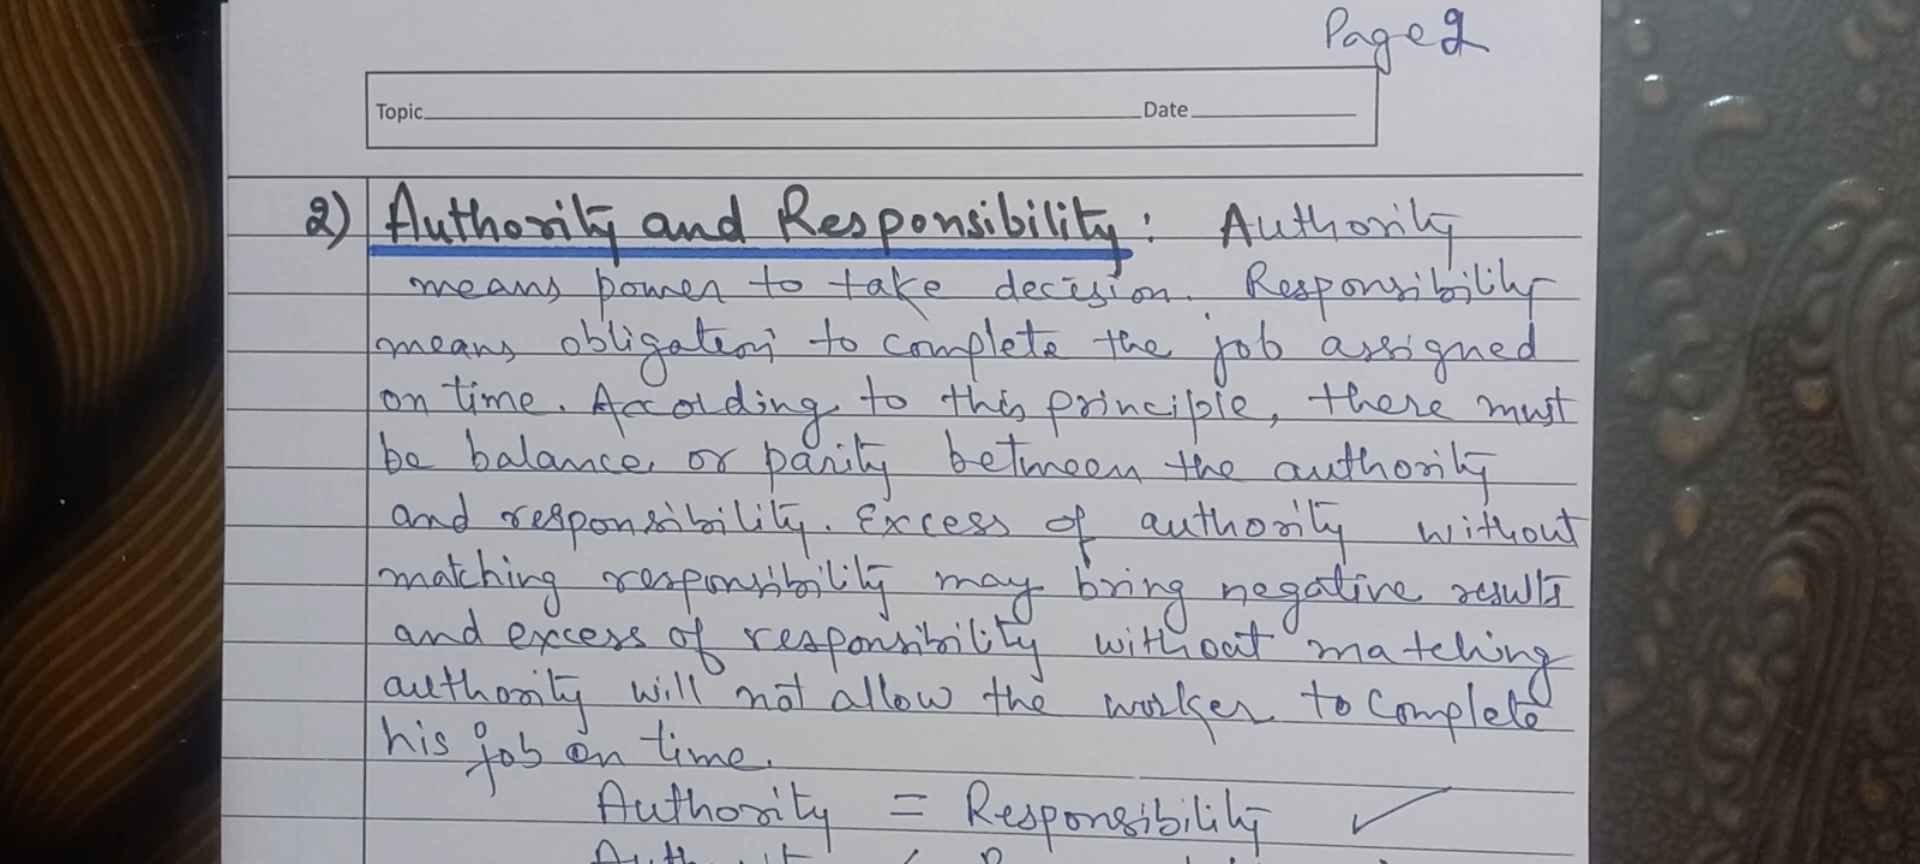 Page 2
Topic Date
2) Authority and Responsibility: Authority
means power to take decision. Responsibility
means obligation to complete the job assigned
on time. According to this principle, there must
be balance or parity between the authority
and responsibility. Excess of authority without
matching responsibility may bring negative results
and excess of responsibility without matching
authority will not allow the worker to complete
his job on time.
Authority = Responsibility ✓